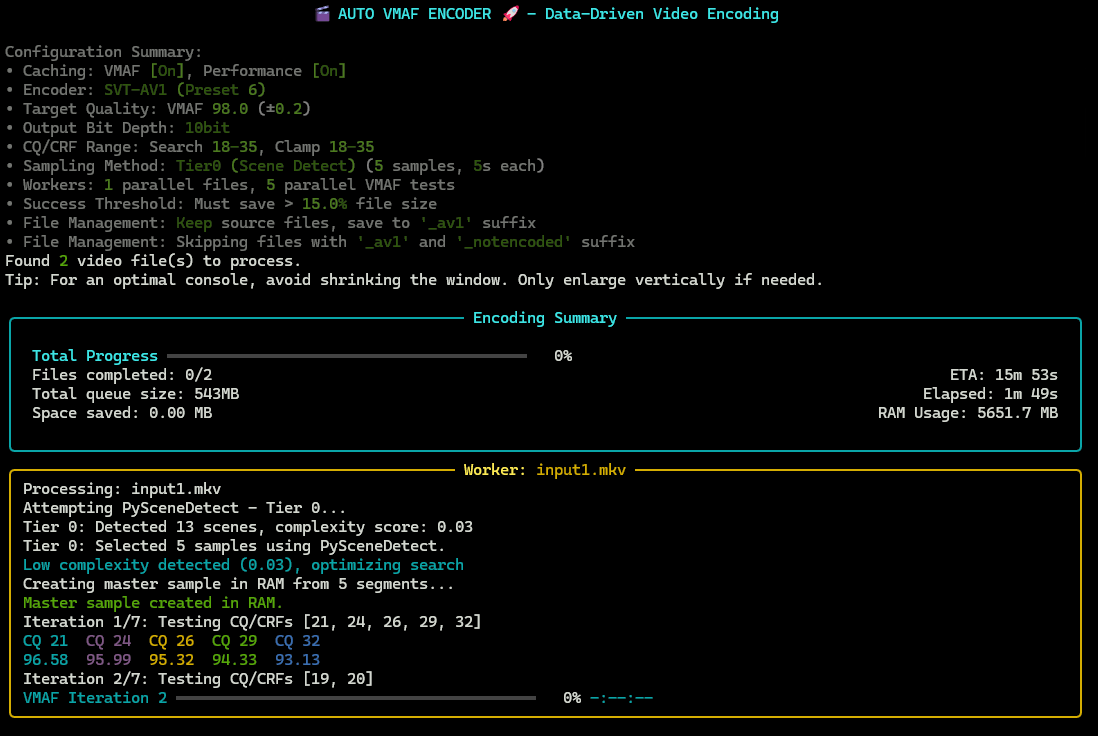 🎬 AUTO VMAF ENCODER 🚀 - Data-Driven Video Encoding
Configuration Summary:
• Caching: VMAF [On], Performance [On]
• Encoder: SVT-AV1 (Preset 6)
• Target Quality: VMAF 98.0 (±0.2)
• Output Bit Depth: 10bit
• CQ/CRF Range: Search 18-35, Clamp 18-35
• Sampling Method: Tier0 (Scene Detect) (5 samples, 5s each)
• Workers: 1 parallel files, 5 parallel VMAF tests
• Success Threshold: Must save > 15.0% file size
• File Management: Keep source files, save to '_av1' suffix
• File Management: Skipping files with '_av1' and '_notencoded' suffix
Found 2 video file(s) to process.
Tip: For an optimal console, avoid shrinking the window. Only enlarge vertically if needed.
Encoding Summary
Total Progress 0%
Files completed: 0/2 ETA: 15m 53s
Total queue size: 543MB Elapsed: 1m 49s
Space saved: 0.00 MB RAM Usage: 5651.7 MB
Worker: input1.mkv
Processing: input1.mkv
Attempting PySceneDetect - Tier 0...
Tier 0: Detected 13 scenes, complexity score: 0.03
Tier 0: Selected 5 samples using PySceneDetect.
Low complexity detected (0.03), optimizing search
Creating master sample in RAM from 5 segments...
Master sample created in RAM.
Iteration 1/7: Testing CQ/CRFs [21, 24, 26, 29, 32]
CQ 21 CQ 24 CQ 26 CQ 29 CQ 32
96.58 95.99 95.32 94.33 93.13
Iteration 2/7: Testing CQ/CRFs [19, 20]
VMAF Iteration 2 0% -:--:--